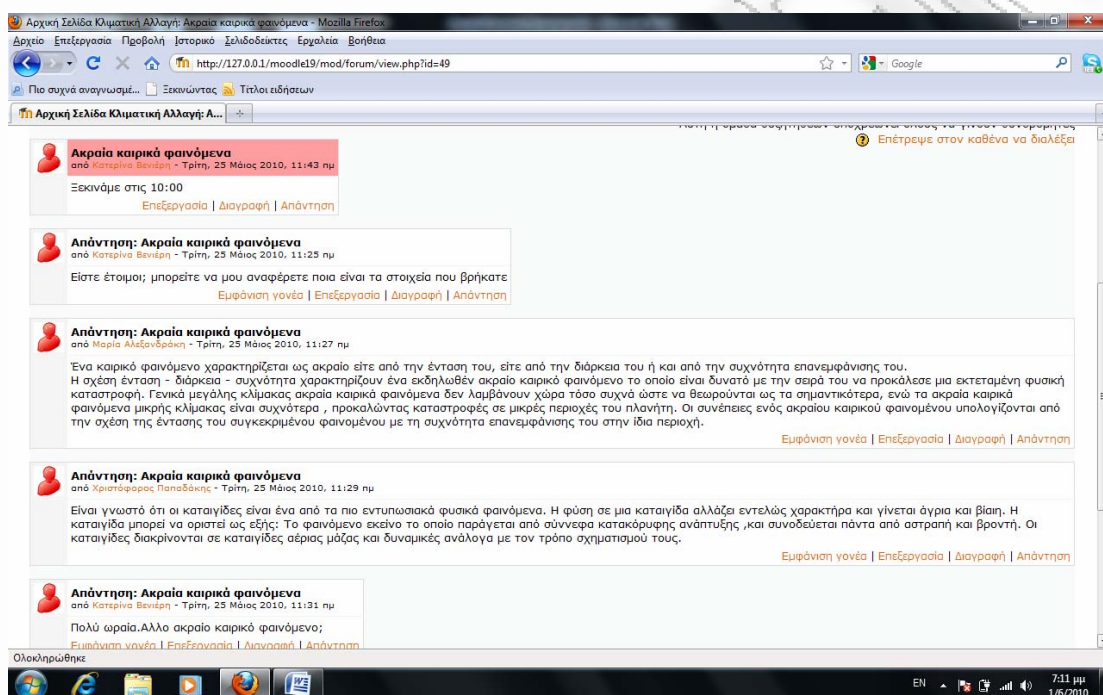 Αρχική Σελίδα Κλιματική Αλλαγή: Ακραία καιρικά φαινόμενα - Mozilla Firefox
Αρχείο Επεξεργασία Προβολή Ιστορικό Σελιδοδείκτες Εργαλεία Βοήθεια
http://127.0.0.1/moodle19/mod/forum/view.php?id=49 Google
Πιο συχνά αναγνωσμέ... Ξεκινώντας Τίτλοι ειδήσεων
Αρχική Σελίδα Κλιματική Αλλαγή: Α...
Επέτρεψε στον καθένα να διαλέξει
Ακραία καιρικά φαινόμενα
από Κατερίνα Βενιέρη - Τρίτη, 25 Μάιος 2010, 11:43 πμ
Ξεκινάμε στις 10:00
Επεξεργασία | Διαγραφή | Απάντηση
Απάντηση: Ακραία καιρικά φαινόμενα
από Κατερίνα Βενιέρη - Τρίτη, 25 Μάιος 2010, 11:25 πμ
Είστε έτοιμοι; μπορείτε να μου αναφέρετε ποια είναι τα στοιχεία που βρήκατε
Εμφάνιση γονέα | Επεξεργασία | Διαγραφή | Απάντηση
Απάντηση: Ακραία καιρικά φαινόμενα
από Μαρία Αλεξανδράκη - Τρίτη, 25 Μάιος 2010, 11:27 πμ
Ένα καιρικό φαινόμενο χαρακτηρίζεται ως ακραίο είτε από την ένταση του, είτε από την διάρκεια του ή και από την συχνότητα επανεμφάνισης του.
Η σχέση ένταση - διάρκεια - συχνότητα χαρακτηρίζουν ένα εκδηλωθέν ακραίο καιρικό φαινόμενο το οποίο είναι δυνατό με την σειρά του να προκάλεσε μια εκτεταμένη φυσική
καταστροφή. Γενικά μεγάλης κλίμακας ακραία καιρικά φαινόμενα δεν λαμβάνουν χώρα τόσο συχνά ώστε να θεωρούνται ως τα σημαντικότερα, ενώ τα ακραία καιρικά
φαινόμενα μικρής κλίμακας είναι συχνότερα , προκαλώντας καταστροφές σε μικρές περιοχές του πλανήτη. Οι συνέπειες ενός ακραίου καιρικού φαινομένου υπολογίζονται από
την σχέση της έντασης του συγκεκριμένου φαινομένου με τη συχνότητα επανεμφάνισης του στην ίδια περιοχή.
Εμφάνιση γονέα | Επεξεργασία | Διαγραφή | Απάντηση
Απάντηση: Ακραία καιρικά φαινόμενα
από Χριστόφορος Παπαδάκης - Τρίτη, 25 Μάιος 2010, 11:29 πμ
Είναι γνωστό ότι οι καταιγίδες είναι ένα από τα πιο εντυπωσιακά φυσικά φαινόμενα. Η φύση σε μια καταιγίδα αλλάζει εντελώς χαρακτήρα και γίνεται άγρια και βίαιη. Η
καταιγίδα μπορεί να οριστεί ως εξής: Το φαινόμενο εκείνο το οποίο παράγεται από σύννεφα κατακόρυφης ανάπτυξης ,και συνοδεύεται πάντα από αστραπή και βροντή. Οι
καταιγίδες διακρίνονται σε καταιγίδες αέριας μάζας και δυναμικές ανάλογα με τον τρόπο σχηματισμού τους.
Εμφάνιση γονέα | Επεξεργασία | Διαγραφή | Απάντηση
Απάντηση: Ακραία καιρικά φαινόμενα
από Κατερίνα Βενιέρη - Τρίτη, 25 Μάιος 2010, 11:31 πμ
Πολύ ωραία.Αλλο ακραίο καιρικό φαινόμενο;
Εμφάνιση γονέα | Επεξεργασία | Διαγραφή | Απάντηση
Ολοκληρώθηκε
EN 7:11 μμ
1/6/2010